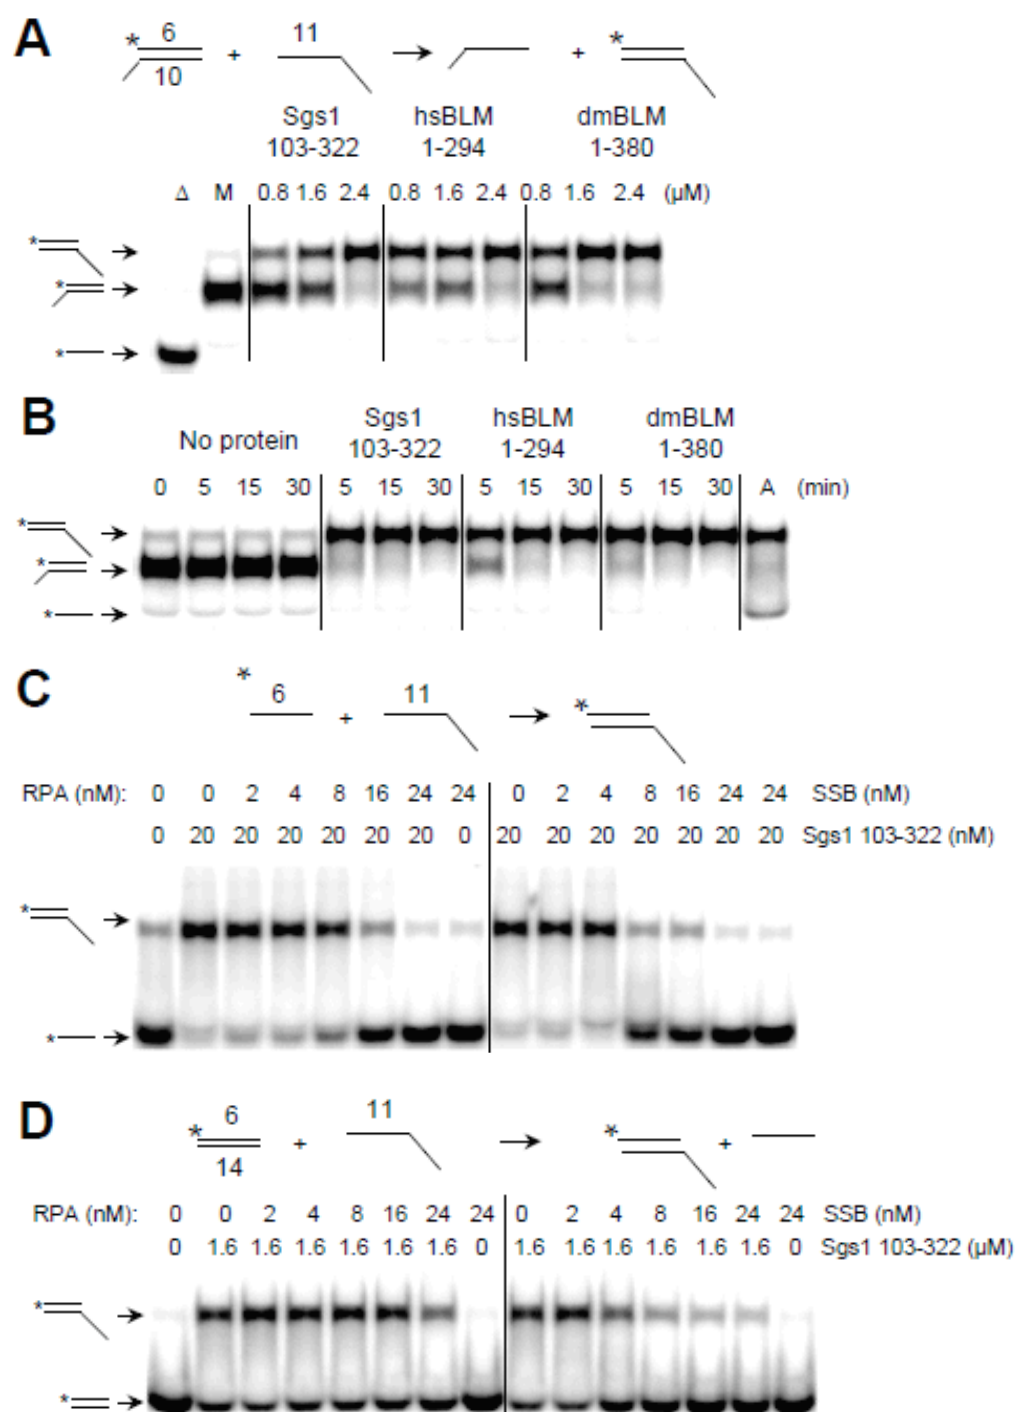 A
* 6 + 11 → + *
10
Sgs1 hsBLM dmBLM
103-322 1-294 1-380
Δ M 0.8 1.6 2.4 0.8 1.6 2.4 0.8 1.6 2.4 (µM)
*
*
*
B
No protein Sgs1 hsBLM dmBLM
103-322 1-294 1-380
0 5 15 30 5 15 30 5 15 30 5 15 30 A (min)
*
*
*
C
* 6 + 11 → *
RPA (nM): 0 0 2 4 8 16 24 24 0 2 4 8 16 24 24 SSB (nM)
0 20 20 20 20 20 20 0 20 20 20 20 20 20 20 Sgs1 103-322 (nM)
*
*
D
* 6 + 11 → * +
14
RPA (nM): 0 0 2 4 8 16 24 24 0 2 4 8 16 24 24 SSB (nM)
0 1.6 1.6 1.6 1.6 1.6 1.6 0 1.6 1.6 1.6 1.6 1.6 1.6 0 Sgs1 103-322 (µM)
*
*